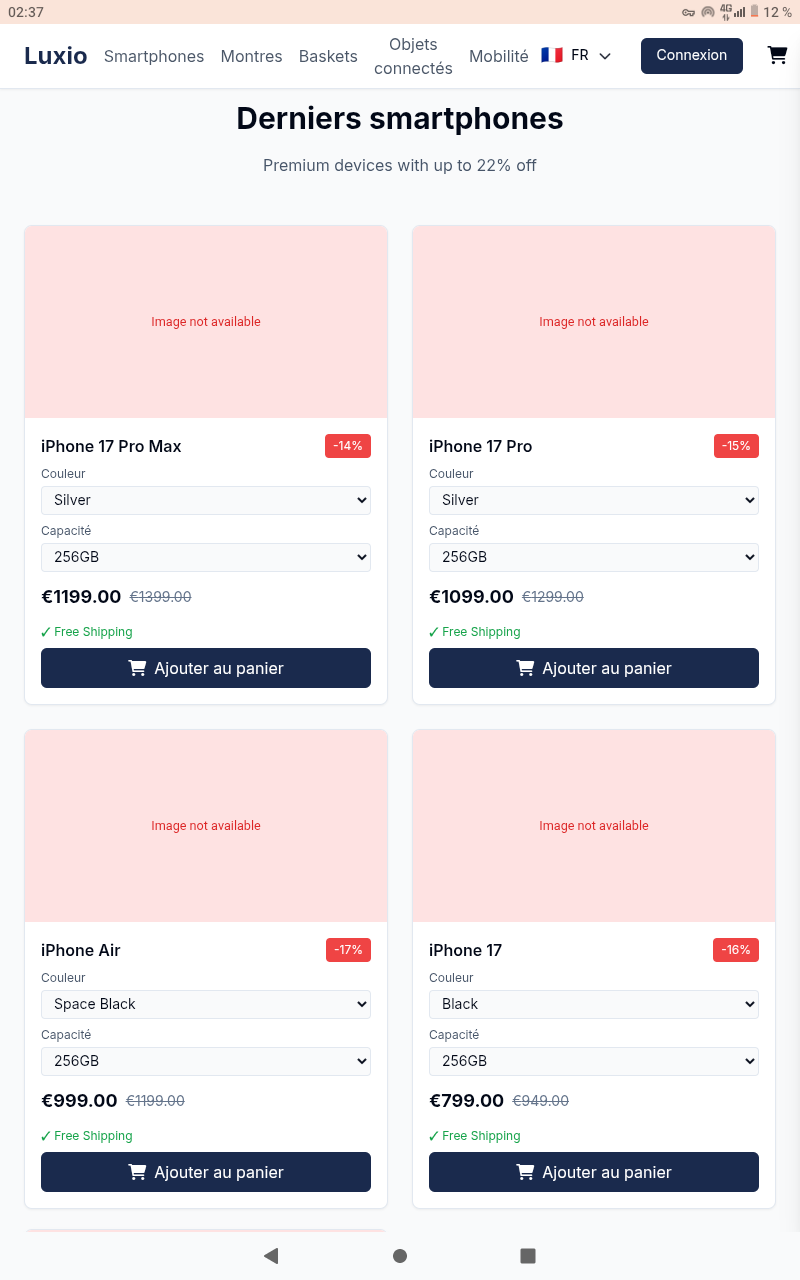 02:37
4G
12 %
Luxio
Smartphones
Montres
Baskets
Objets
connectés
Mobilité
FR
Connexion
Derniers smartphones
Premium devices with up to 22% off
Image not available
Image not available
iPhone 17 Pro Max
-14%
Couleur
Silver
Capacité
256GB
€1199.00 €1399.00
✓ Free Shipping
Ajouter au panier
iPhone 17 Pro
-15%
Couleur
Silver
Capacité
256GB
€1099.00 €1299.00
✓ Free Shipping
Ajouter au panier
Image not available
Image not available
iPhone Air
-17%
Couleur
Space Black
Capacité
256GB
€999.00 €1199.00
✓ Free Shipping
Ajouter au panier
iPhone 17
-16%
Couleur
Black
Capacité
256GB
€799.00 €949.00
✓ Free Shipping
Ajouter au panier